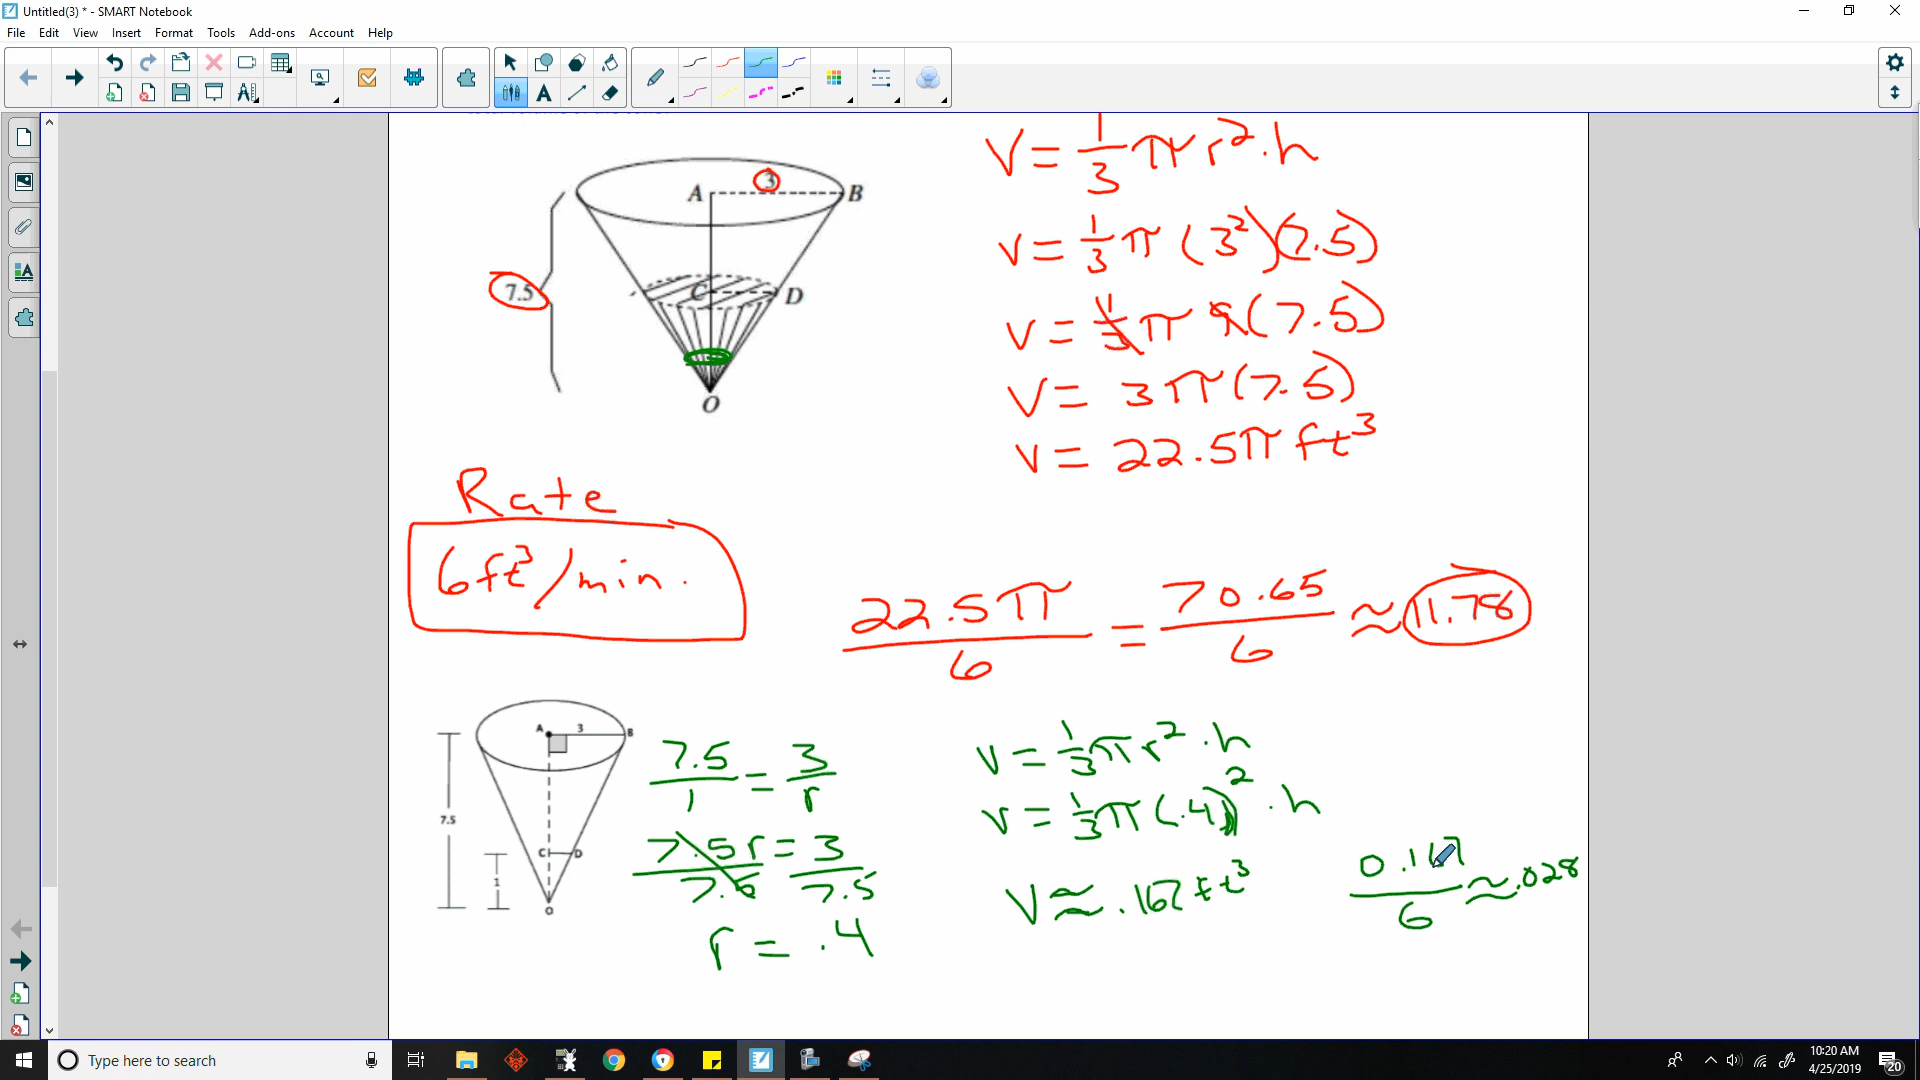 Untitled(3) * - SMART Notebook
File Edit View Insert Format Tools Add-ons Account Help
V = 1/3 π r² · h
A 3 B
V = 1/3 π (3²)(7.5)
7.5
C D
V = 1/3 π 9(7.5)
V = 3π(7.5)
O
V = 22.5π ft³
Rate
6ft³/min.
22.5π/6 = 70.65/6 ≈ 11.78
A 3 B
7.5
C D
1
O
7.5/1 = 3/r
7.5r/7.5 = 3/7.5
r = .4
V = 1/3 π r² · h
V = 1/3 π (.4)² · h
V ≈ .167 ft³
0.167/6 ≈ .028
Type here to search
10:20 AM
4/25/2019
20